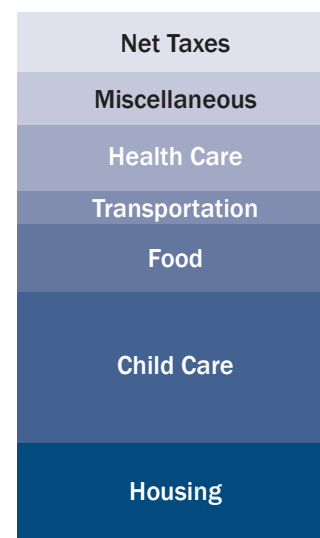 Net Taxes
Miscellaneous
Health Care
Transportation
Food
Child Care
Housing